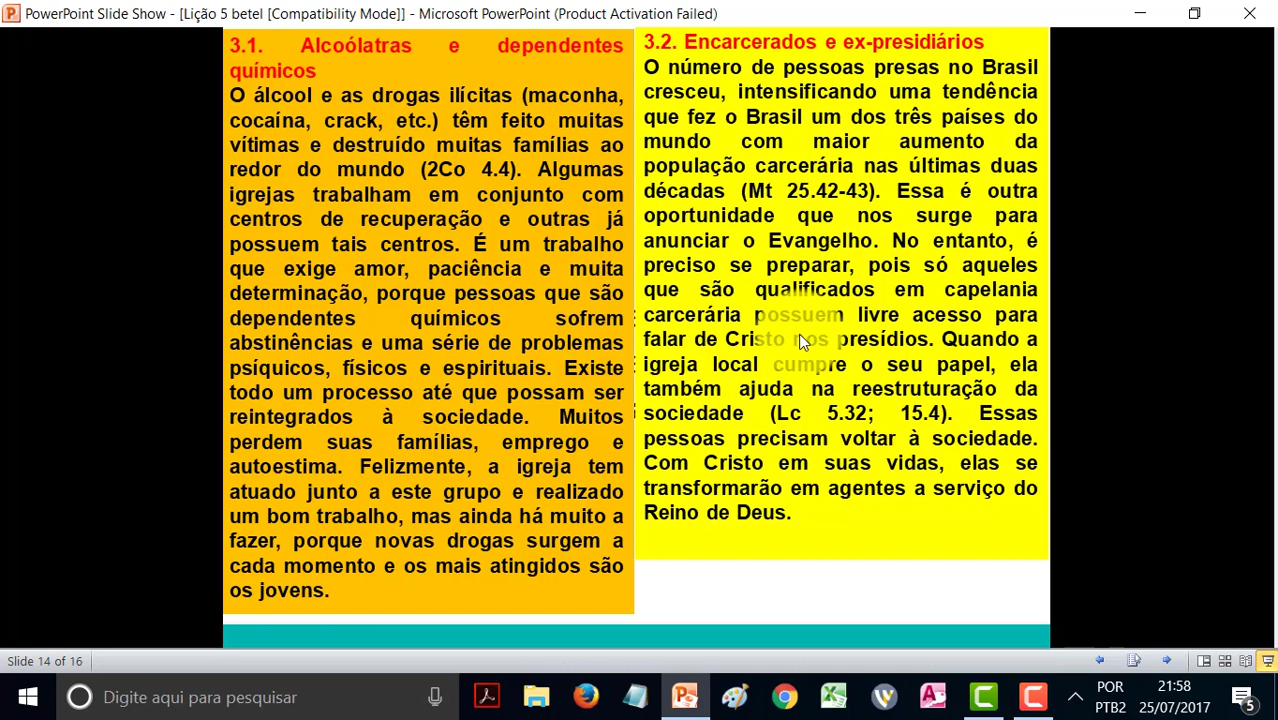 PowerPoint Slide Show - [Lição 5 betel [Compatibility Mode]] - Microsoft PowerPoint (Product Activation Failed)
3.1. Alcoólatras e dependentes
químicos
O álcool e as drogas ilícitas (maconha,
cocaína, crack, etc.) têm feito muitas
vítimas e destruído muitas famílias ao
redor do mundo (2Co 4.4). Algumas
igrejas trabalham em conjunto com
centros de recuperação e outras já
possuem tais centros. É um trabalho
que exige amor, paciência e muita
determinação, porque pessoas que são
dependentes químicos sofrem
abstinências e uma série de problemas
psíquicos, físicos e espirituais. Existe
todo um processo até que possam ser
reintegrados à sociedade. Muitos
perdem suas famílias, emprego e
autoestima. Felizmente, a igreja tem
atuado junto a este grupo e realizado
um bom trabalho, mas ainda há muito a
fazer, porque novas drogas surgem a
cada momento e os mais atingidos são
os jovens.
3.2. Encarcerados e ex-presidiários
O número de pessoas presas no Brasil
cresceu, intensificando uma tendência
que fez o Brasil um dos três países do
mundo com maior aumento da
população carcerária nas últimas duas
décadas (Mt 25.42-43). Essa é outra
oportunidade que nos surge para
anunciar o Evangelho. No entanto, é
preciso se preparar, pois só aqueles
que são qualificados em capelania
carcerária possuem livre acesso para
falar de Cristo nos presídios. Quando a
igreja local cumpre o seu papel, ela
também ajuda na reestruturação da
sociedade (Lc 5.32; 15.4). Essas
pessoas precisam voltar à sociedade.
Com Cristo em suas vidas, elas se
transformarão em agentes a serviço do
Reino de Deus.
Slide 14 of 16
Digite aqui para pesquisar
POR
PTB2
21:58
25/07/2017
5